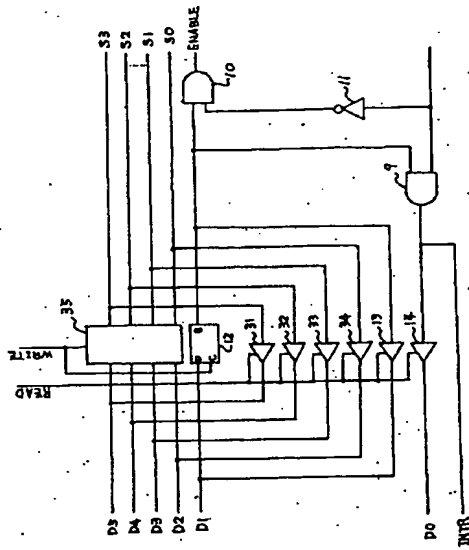 S3
S2
S1
S0
ENABLE
10
11
9
35
WRITE
READ
12
31
32
33
34
13
14
D4
D3
D2
D1
D0
INTR